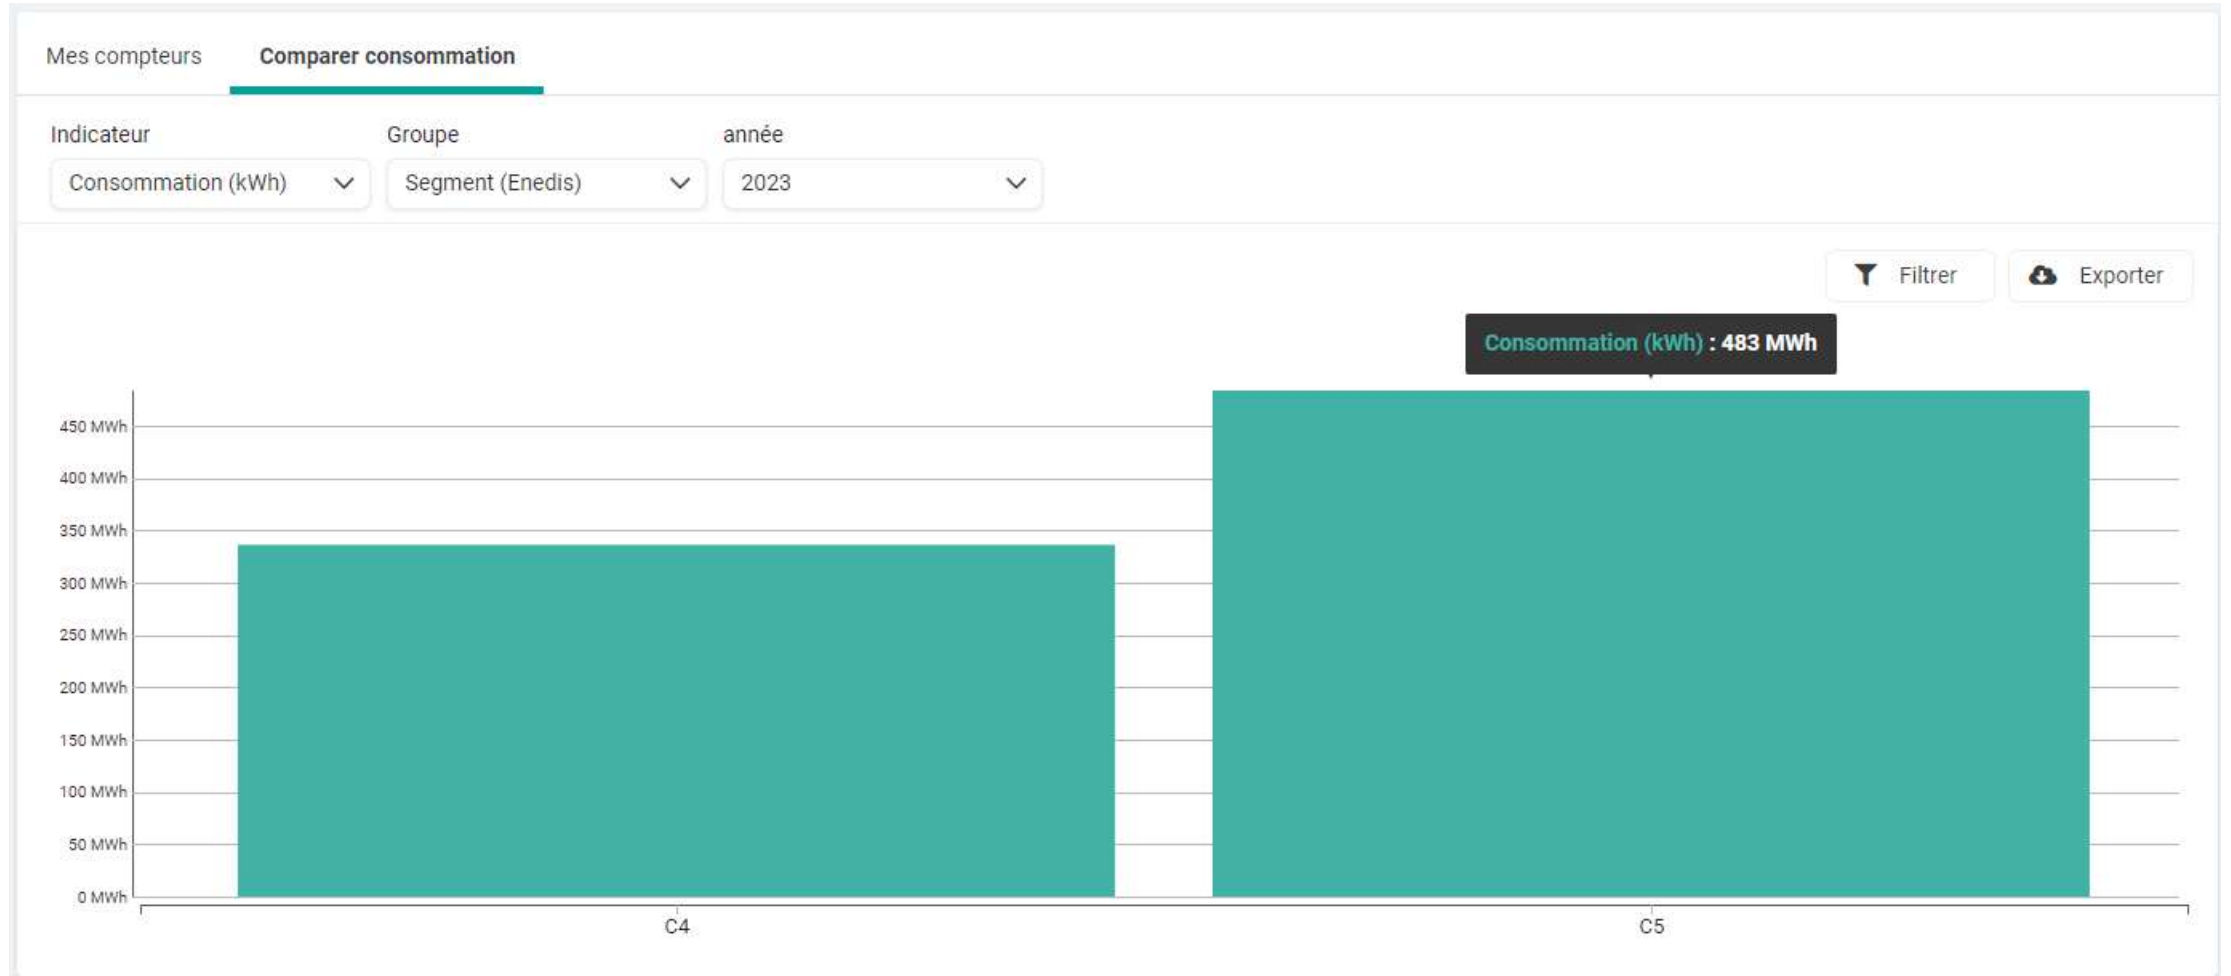 Mes compteurs Comparer consommation
Indicateur Groupe année
Consommation (kWh) Segment (Enedis) 2023
Filtrer Exporter
Consommation (kWh) : 483 MWh
450 MWh
400 MWh
350 MWh
300 MWh
250 MWh
200 MWh
150 MWh
100 MWh
50 MWh
0 MWh
C4 C5